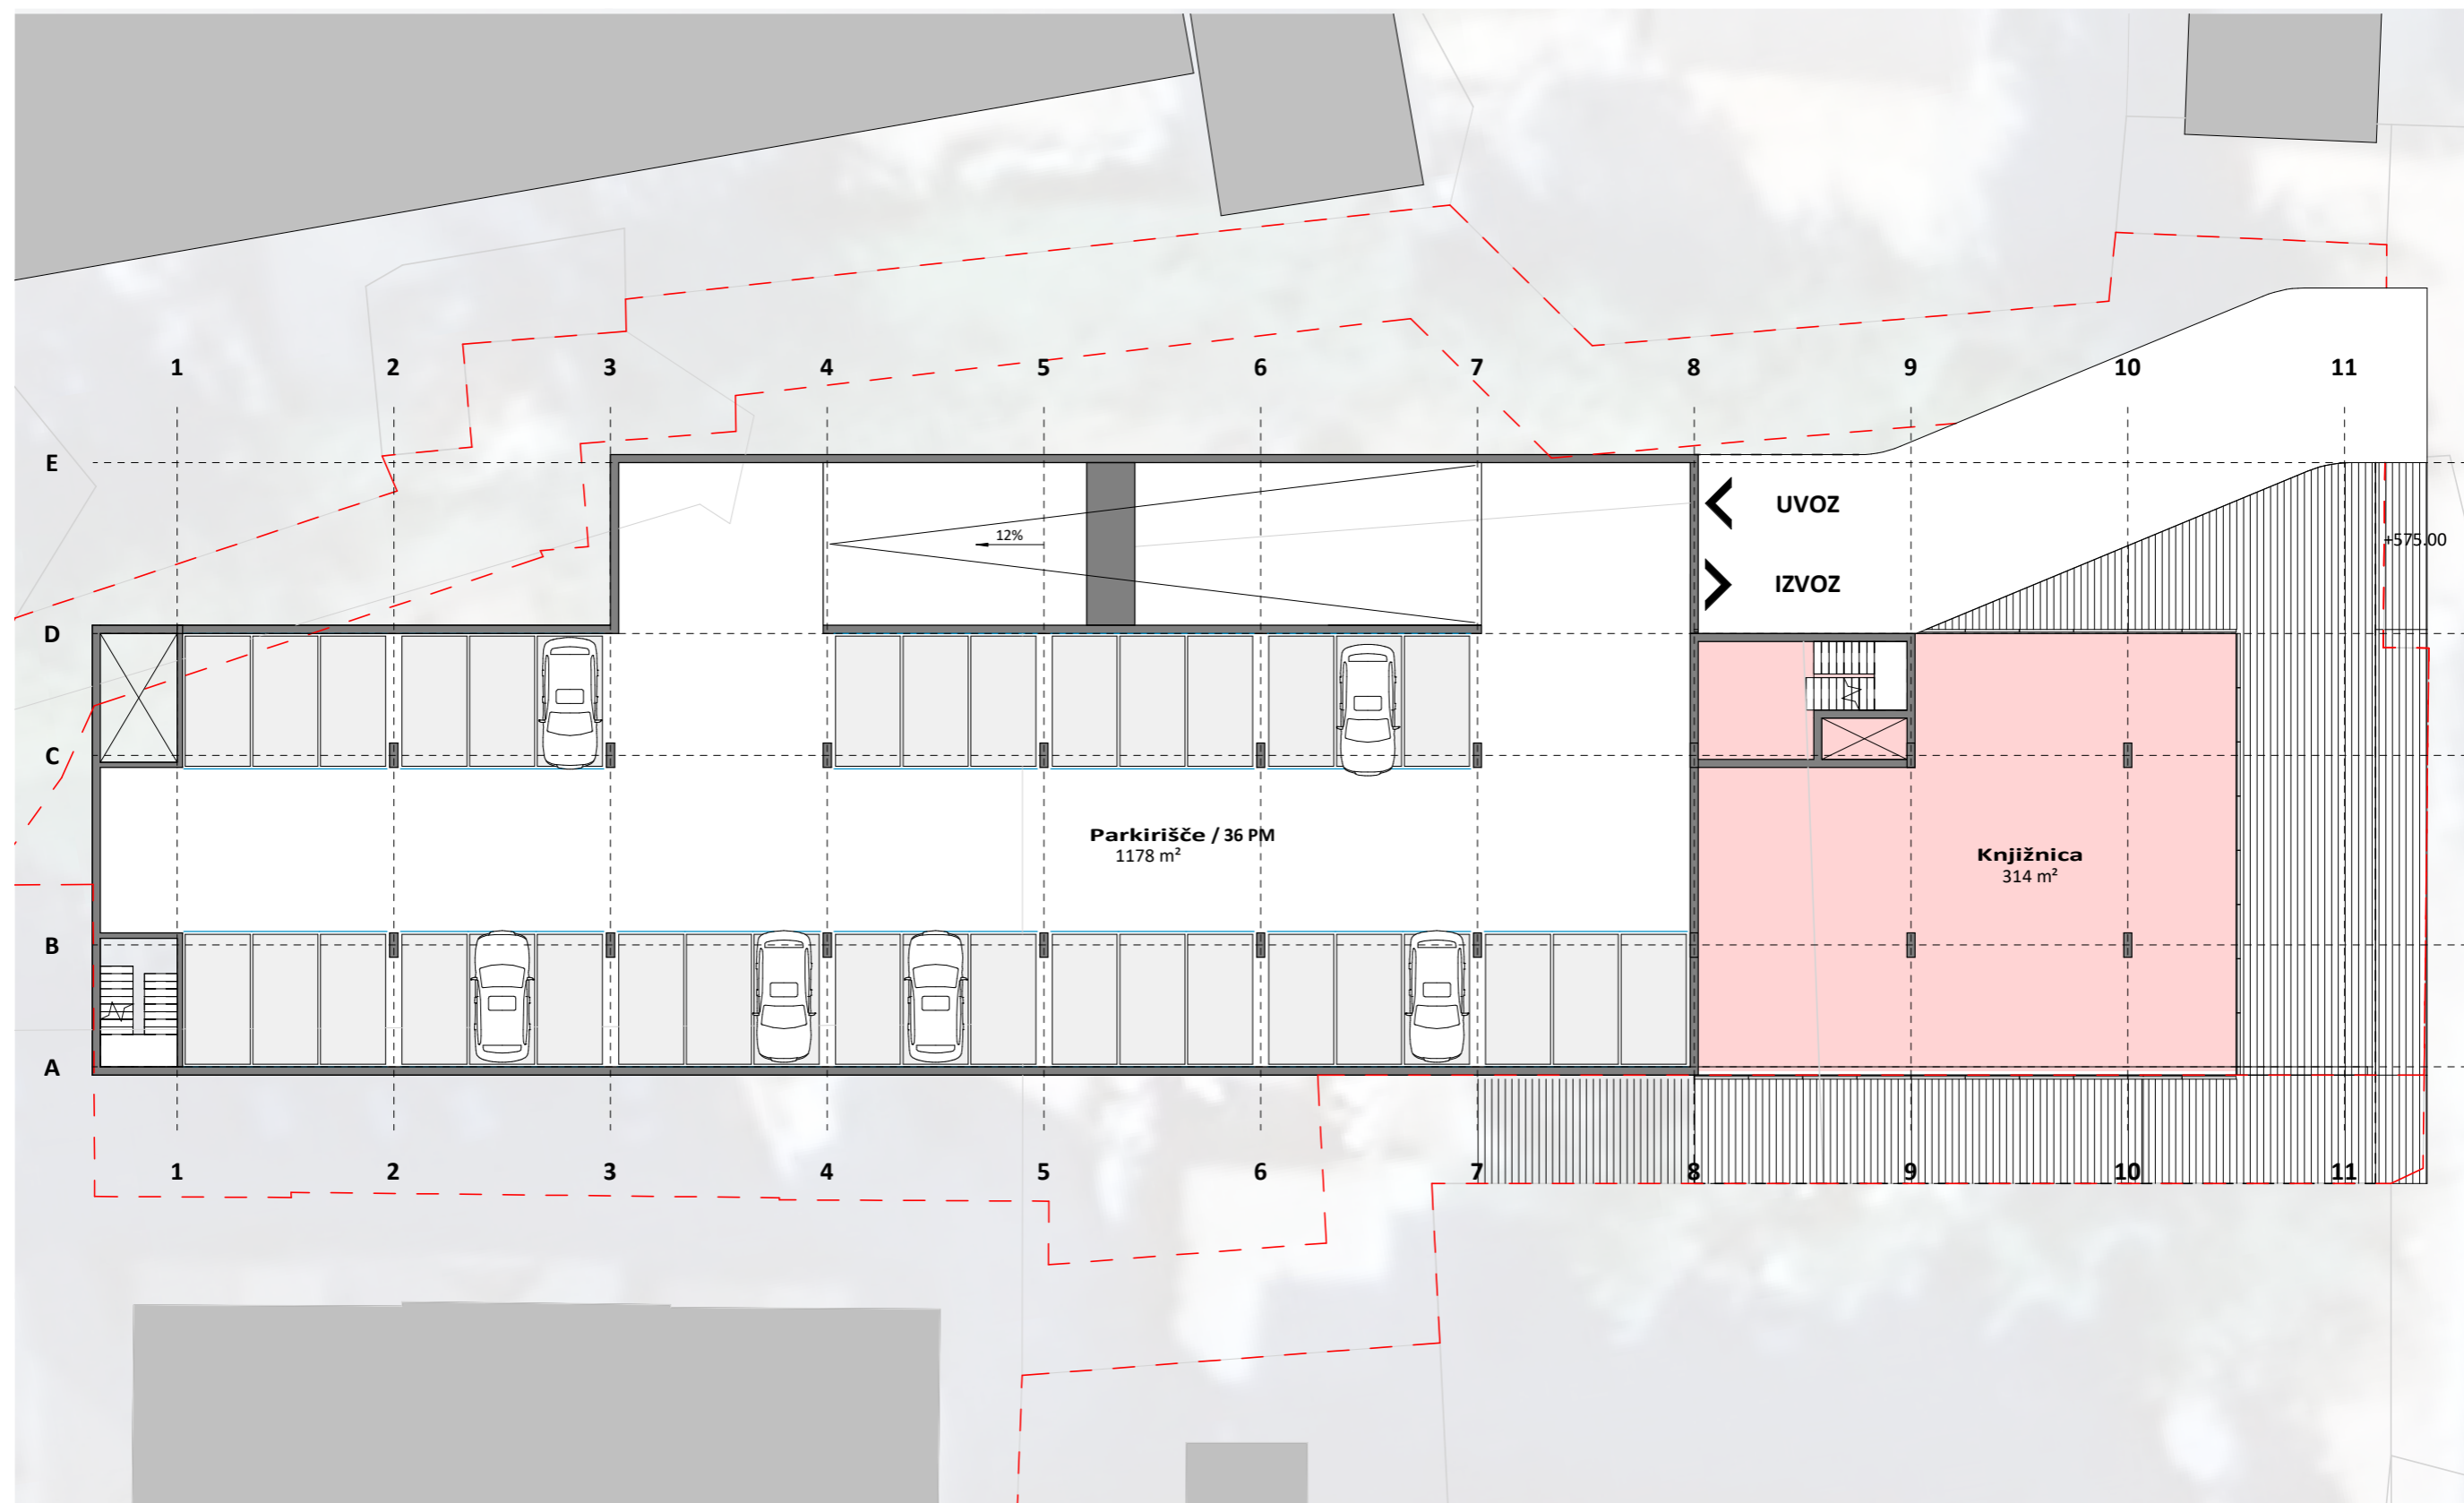 1 2 3 4 5 6 7 8 9 10 11
E
UVOZ
12%
+575.00
IZVOZ
D
C
Parkirišče / 36 PM
1178 m²
Knjižnica
314 m²
B
A
1 2 3 4 5 6 7 8 9 10 11